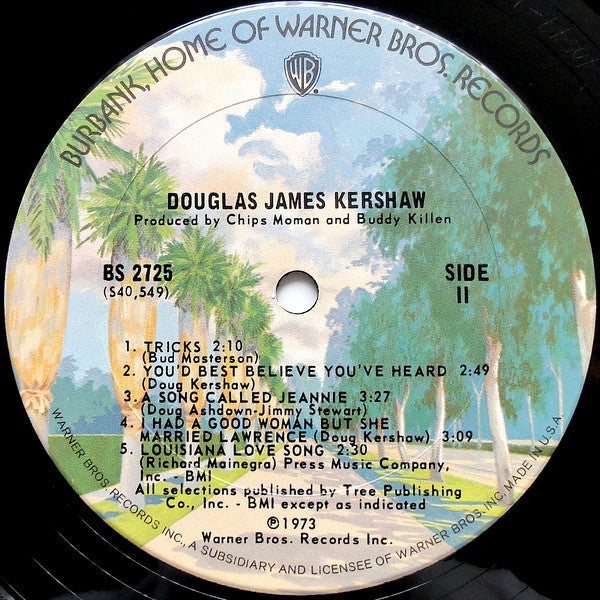 BURBANK, HOME OF WARNER BROS. RECORDS
WB
DOUGLAS JAMES KERSHAW
Produced by Chips Moman and Buddy Killen
BS 2725
(S40,549)
SIDE
II
1. TRICKS 2:10
(Bud Masterson)
2. YOU'D BEST BELIEVE YOU'VE HEARD 2:49
(Doug Kershaw)
3. A SONG CALLED JEANNIE 3:27
(Doug Ashdown-Jimmy Stewart)
4. I HAD A GOOD WOMAN BUT SHE
MARRIED LAWRENCE (Doug Kershaw) 3:09
5. LOUISIANA LOVE SONG 2:30
(Richard Mainegra) Press Music Company,
Inc. - BMI
All selections published by Tree Publishing
Co., Inc. - BMI except as indicated
℗1973
Warner Bros. Records Inc.
WARNER BROS. RECORDS INC., A SUBSIDIARY AND LICENSEE OF WARNER BROS. INC. MADE IN U.S.A.